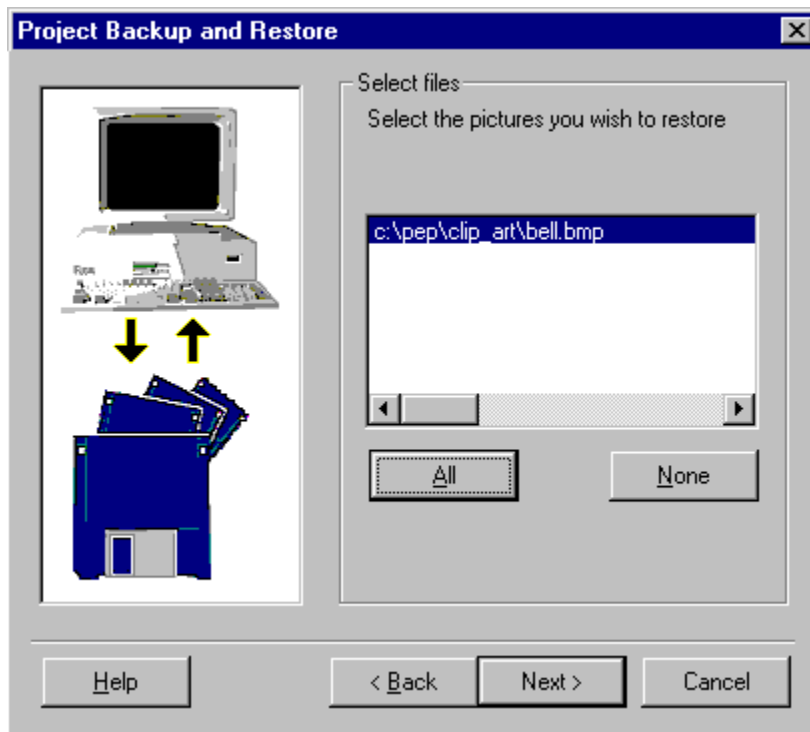 Project Backup and Restore
Select files
Select the pictures you wish to restore
c:\pep\clip_art\bell.bmp
All
None
Help
< Back
Next >
Cancel